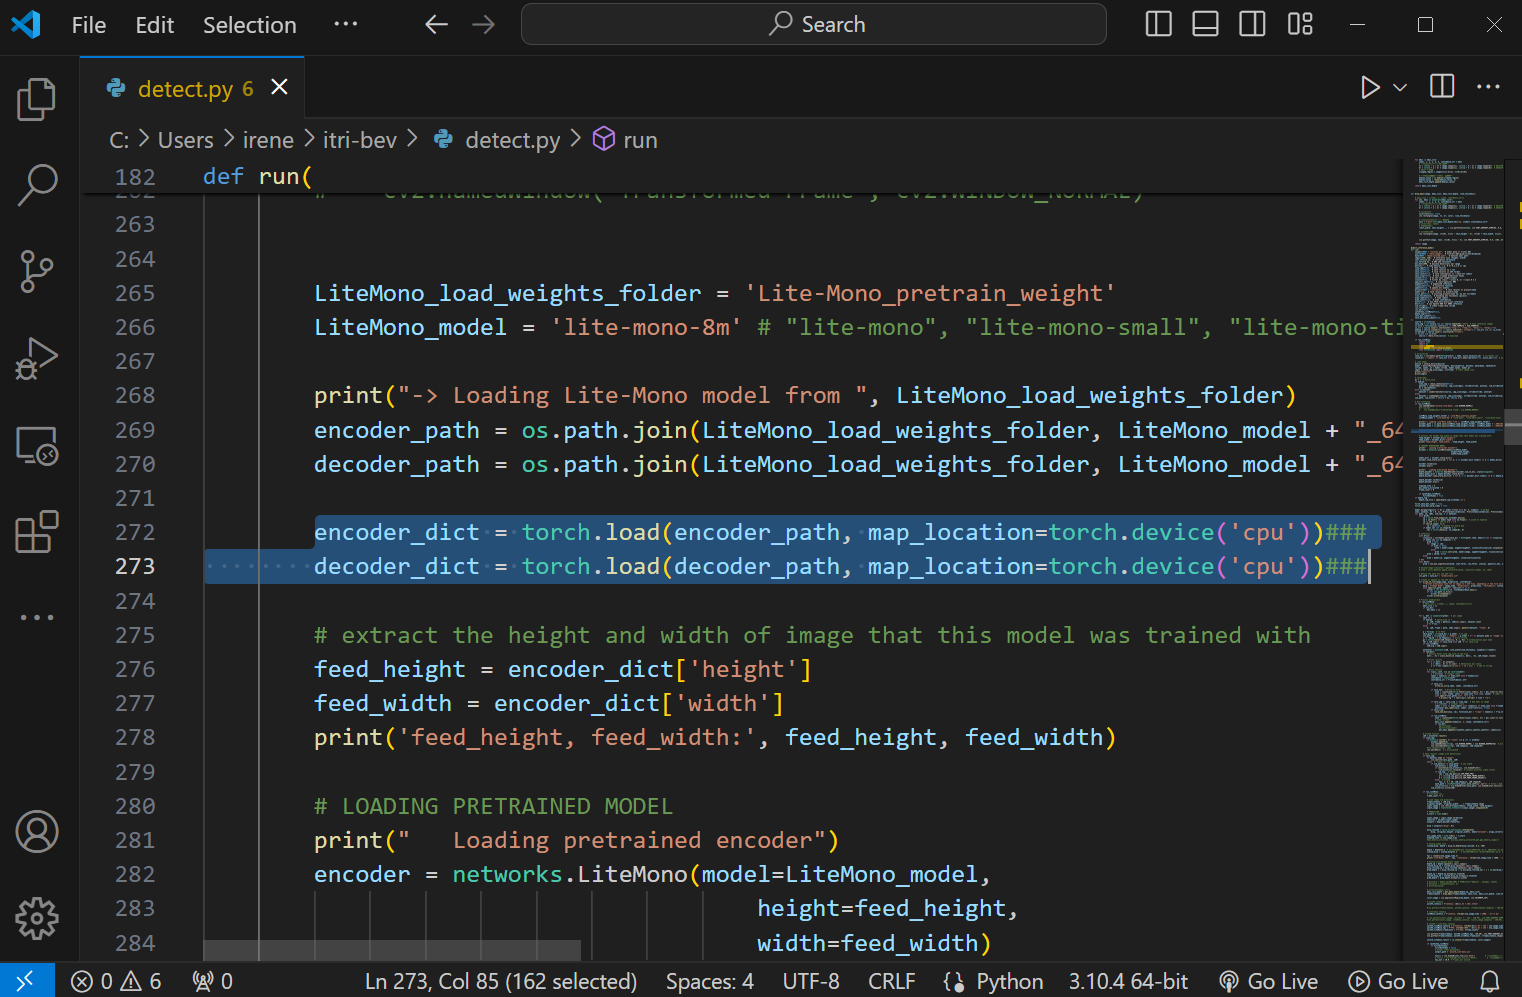 File Edit Selection ··· Search
detect.py 6
C: > Users > irene > itri-bev > detect.py > run
182 def run(
263
264
265 LiteMono_load_weights_folder = 'Lite-Mono_pretrain_weight'
266 LiteMono_model = 'lite-mono-8m' # "lite-mono", "lite-mono-small", "lite-mono-ti
267
268 print("-> Loading Lite-Mono model from ", LiteMono_load_weights_folder)
269 encoder_path = os.path.join(LiteMono_load_weights_folder, LiteMono_model + "_64
270 decoder_path = os.path.join(LiteMono_load_weights_folder, LiteMono_model + "_64
271
272 encoder_dict = torch.load(encoder_path, map_location=torch.device('cpu'))###
273 decoder_dict = torch.load(decoder_path, map_location=torch.device('cpu'))###
274
275 # extract the height and width of image that this model was trained with
276 feed_height = encoder_dict['height']
277 feed_width = encoder_dict['width']
278 print('feed_height, feed_width:', feed_height, feed_width)
279
280 # LOADING PRETRAINED MODEL
281 print("   Loading pretrained encoder")
282 encoder = networks.LiteMono(model=LiteMono_model,
283 height=feed_height,
284 width=feed_width)
0 6 0 Ln 273, Col 85 (162 selected) Spaces: 4 UTF-8 CRLF Python 3.10.4 64-bit Go Live Go Live